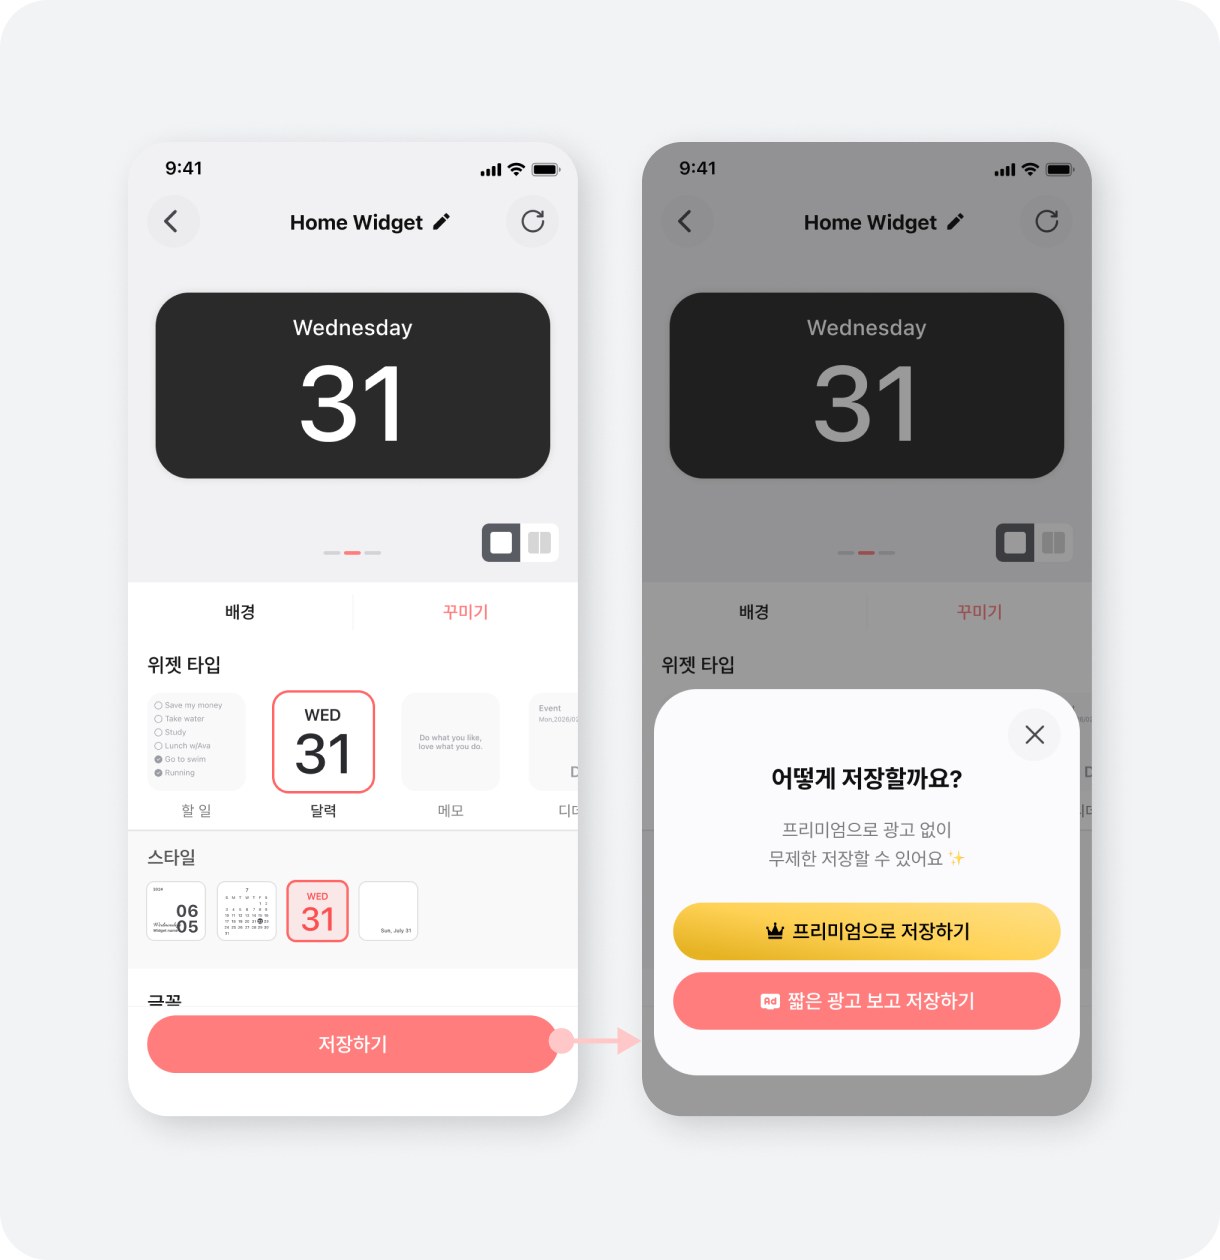 9:41
Home Widget
Wednesday
31
배경
꾸미기
위젯 타입
Save my money
Take water
Study
Lunch w/Ava
Go to swim
Running
할 일
WED
31
달력
Do what you like,
love what you do.
메모
Event
D
스타일
06
05
7
WED
31
Sun, July 31
글꼴
저장하기
9:41
Home Widget
Wednesday
31
배경
꾸미기
위젯 타입
어떻게 저장할까요?
프리미엄으로 광고 없이
무제한 저장할 수 있어요 ✨
프리미엄으로 저장하기
Ad 짧은 광고 보고 저장하기